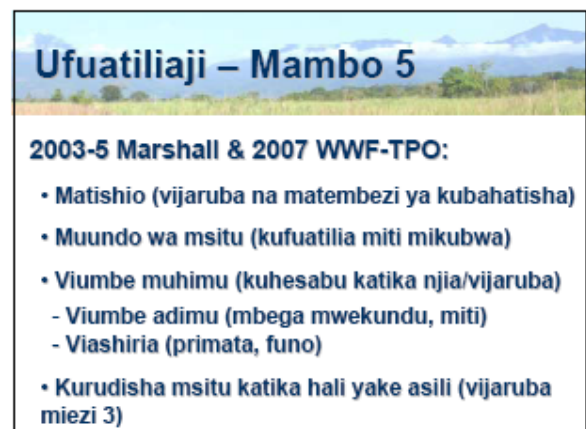 Ufuatiliaji – Mambo 5
2003-5 Marshall & 2007 WWF-TPO:
• Matishio (vijaruba na matembezi ya kubahatisha)
• Muundo wa msitu (kufuatilia miti mikubwa)
• Viumbe muhimu (kuhesabu katika njia/vijaruba)
- Viumbe adimu (mbega mwekundu, miti)
- Viashiria (primata, funo)
• Kurudisha msitu katika hali yake asili (vijaruba
miezi 3)